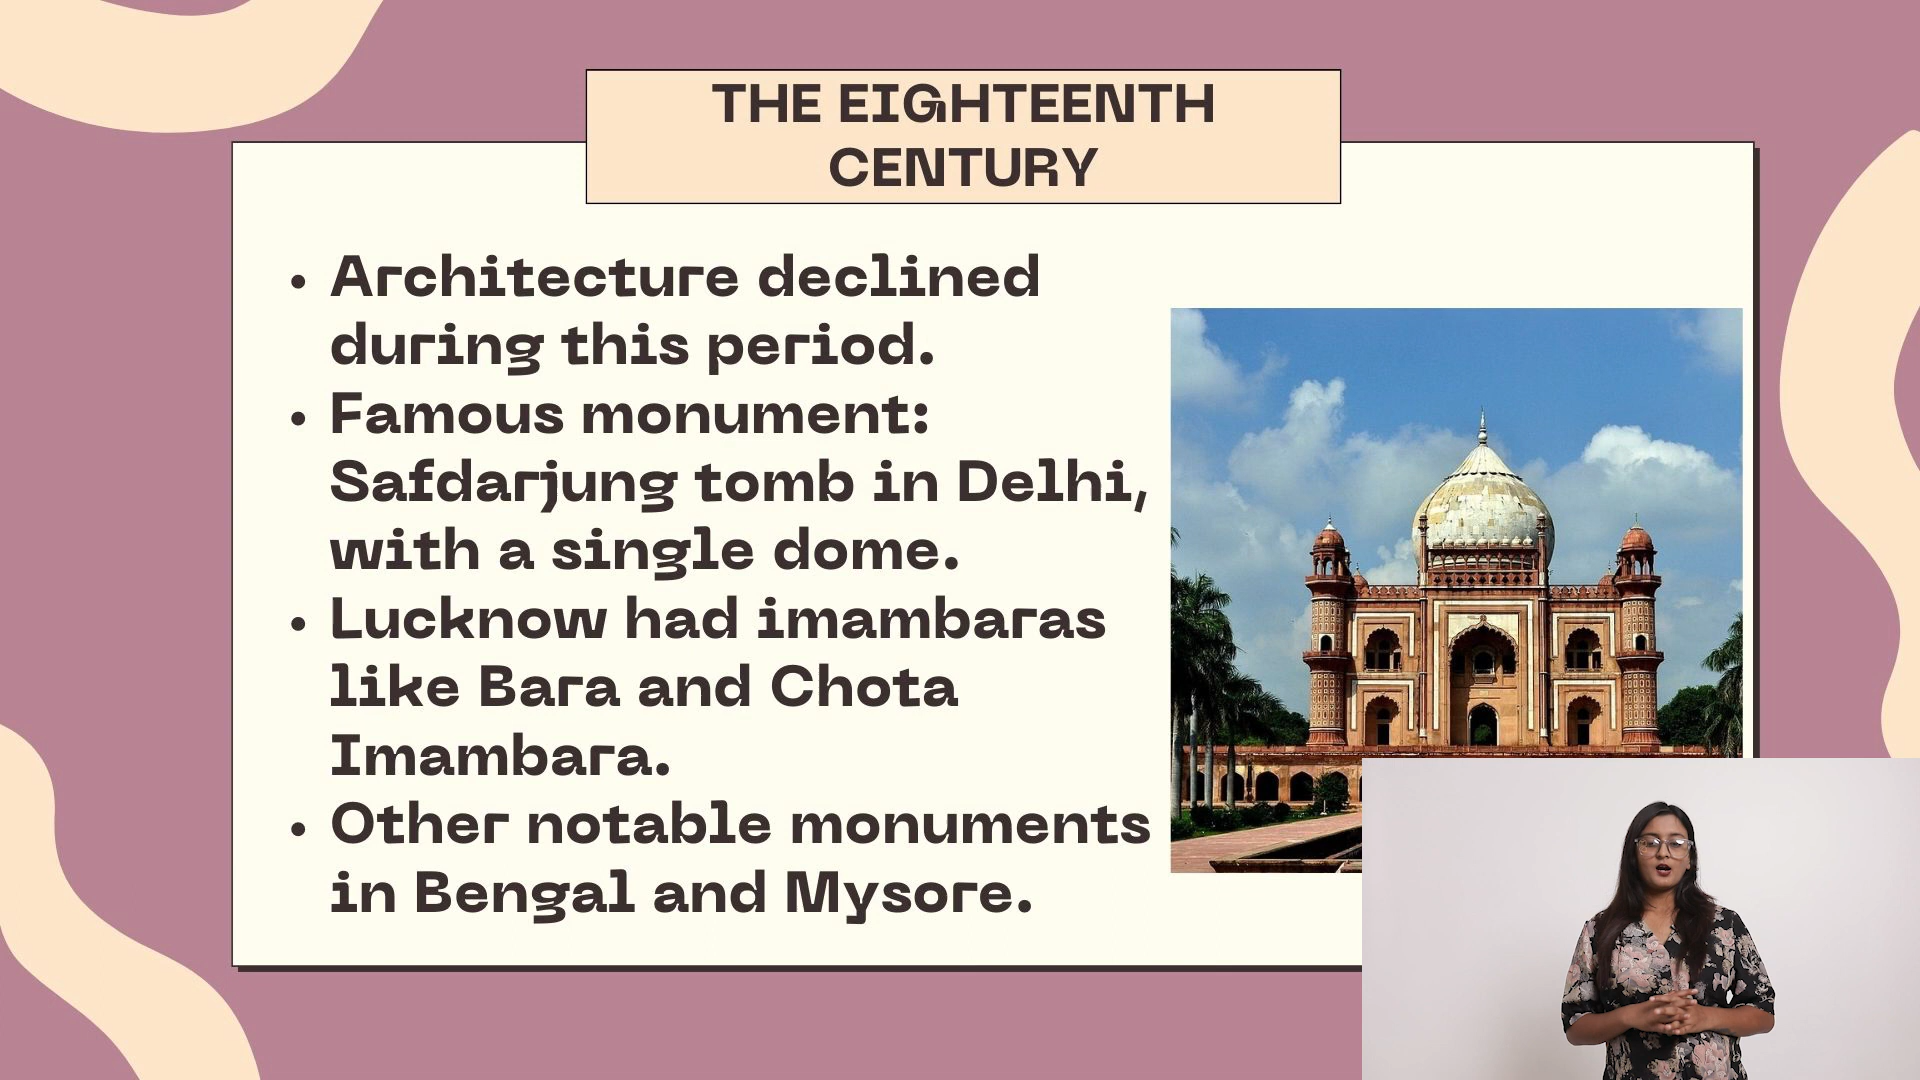 THE EIGHTEENTH
CENTURY
• Architecture declined
during this period.
• Famous monument:
Safdarjung tomb in Delhi,
with a single dome.
• Lucknow had imambaras
like Bara and Chota
Imambara.
• Other notable monuments
in Bengal and Mysore.